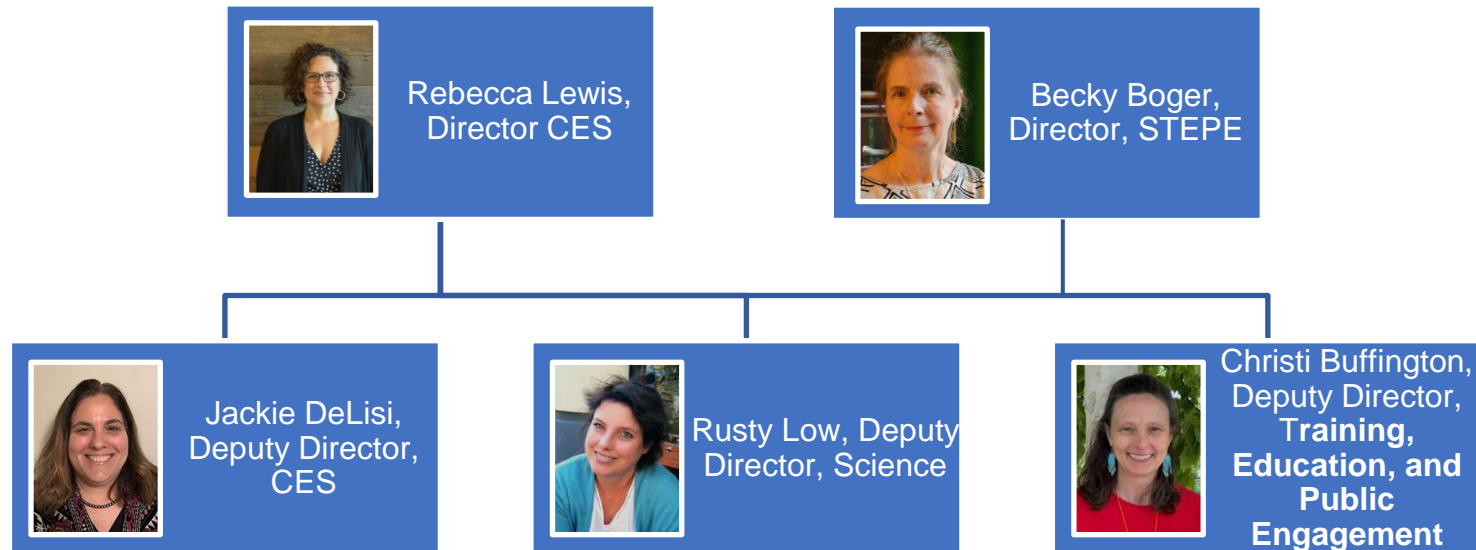 Rebecca Lewis,
Director CES
Becky Boger,
Director, STEPE
Jackie DeLisi,
Deputy Director,
CES
Rusty Low, Deputy
Director, Science
Christi Buffington,
Deputy Director,
Training,
Education, and
Public
Engagement